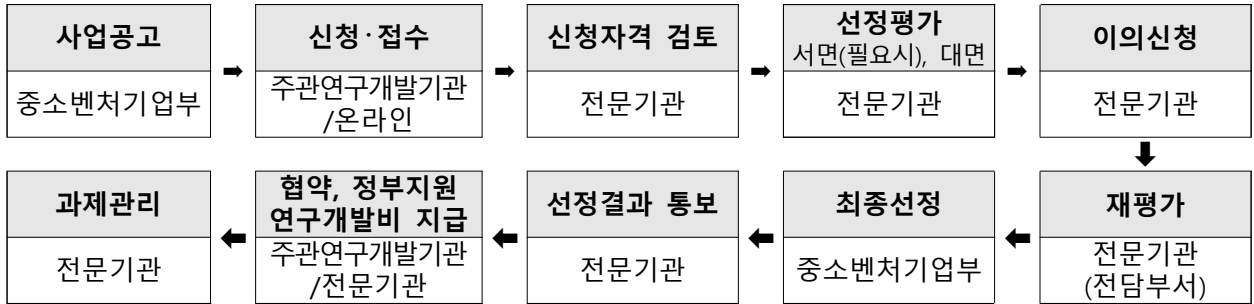 사업공고
중소벤처기업부
➡
신청·접수
주관연구개발기관
/온라인
➡
신청자격 검토
전문기관
➡
선정평가
서면(필요시), 대면
전문기관
➡
이의신청
전문기관
⬇
재평가
전문기관
(전담부서)
⬅
최종선정
중소벤처기업부
⬅
선정결과 통보
전문기관
⬅
협약, 정부지원
연구개발비 지급
주관연구개발기관
/전문기관
⬅
과제관리
전문기관